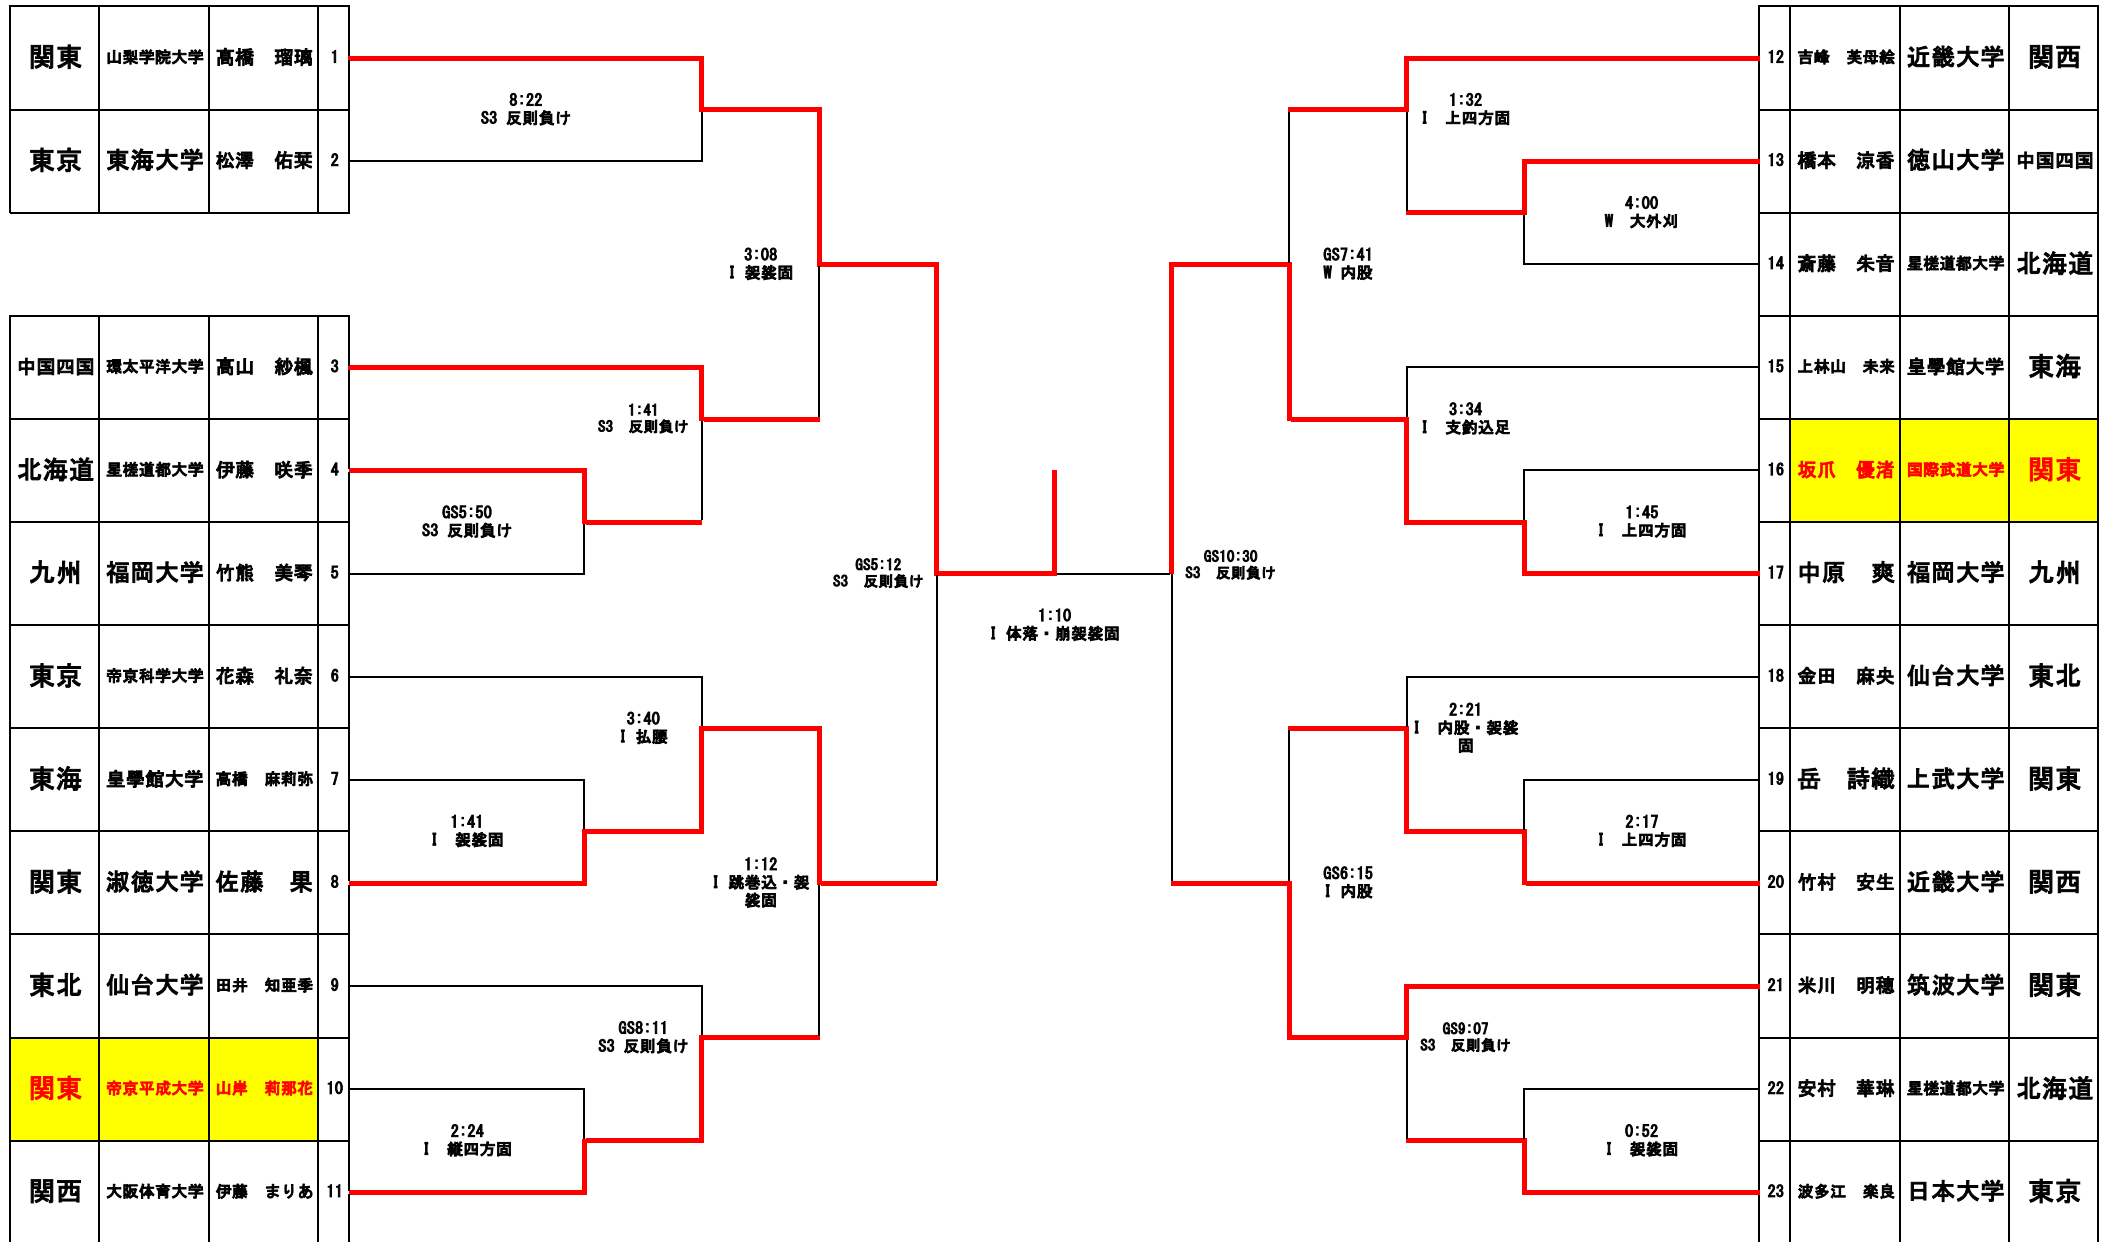 関東 山梨学院大学 髙橋 瑠璃 1
東京 東海大学 松澤 佑栞 2
中国四国 環太平洋大学 髙山 紗楓 3
北海道 星槎道都大学 伊藤 咲季 4
九州 福岡大学 竹熊 美琴 5
東京 帝京科学大学 花森 礼奈 6
東海 皇學館大学 髙橋 麻莉弥 7
関東 淑徳大学 佐藤 果 8
東北 仙台大学 田井 知亜季 9
関東 帝京平成大学 山岸 莉那花 10
関西 大阪体育大学 伊藤 まりあ 11
8:22
S3 反則負け
3:08
I 袈裟固
1:41
S3 反則負け
GS5:50
S3 反則負け
GS5:12
S3 反則負け
3:40
I 払腰
1:41
I 袈裟固
1:12
I 跳巻込・袈
裟固
GS8:11
S3 反則負け
2:24
I 縦四方固
1:10
I 体落・崩袈裟固
1:32
I 上四方固
4:00
W 大外刈
GS7:41
W 内股
3:34
I 支釣込足
1:45
I 上四方固
GS10:30
S3 反則負け
2:21
I 内股・袈裟
固
2:17
I 上四方固
GS6:15
I 内股
GS9:07
S3 反則負け
0:52
I 袈裟固
12 吉峰 芙母絵 近畿大学 関西
13 橋本 涼香 徳山大学 中国四国
14 斎藤 朱音 星槎道都大学 北海道
15 上林山 未来 皇學館大学 東海
16 坂爪 優渚 国際武道大学 関東
17 中原 爽 福岡大学 九州
18 金田 麻央 仙台大学 東北
19 岳 詩織 上武大学 関東
20 竹村 安生 近畿大学 関西
21 米川 明穂 筑波大学 関東
22 安村 華琳 星槎道都大学 北海道
23 波多江 楽良 日本大学 東京